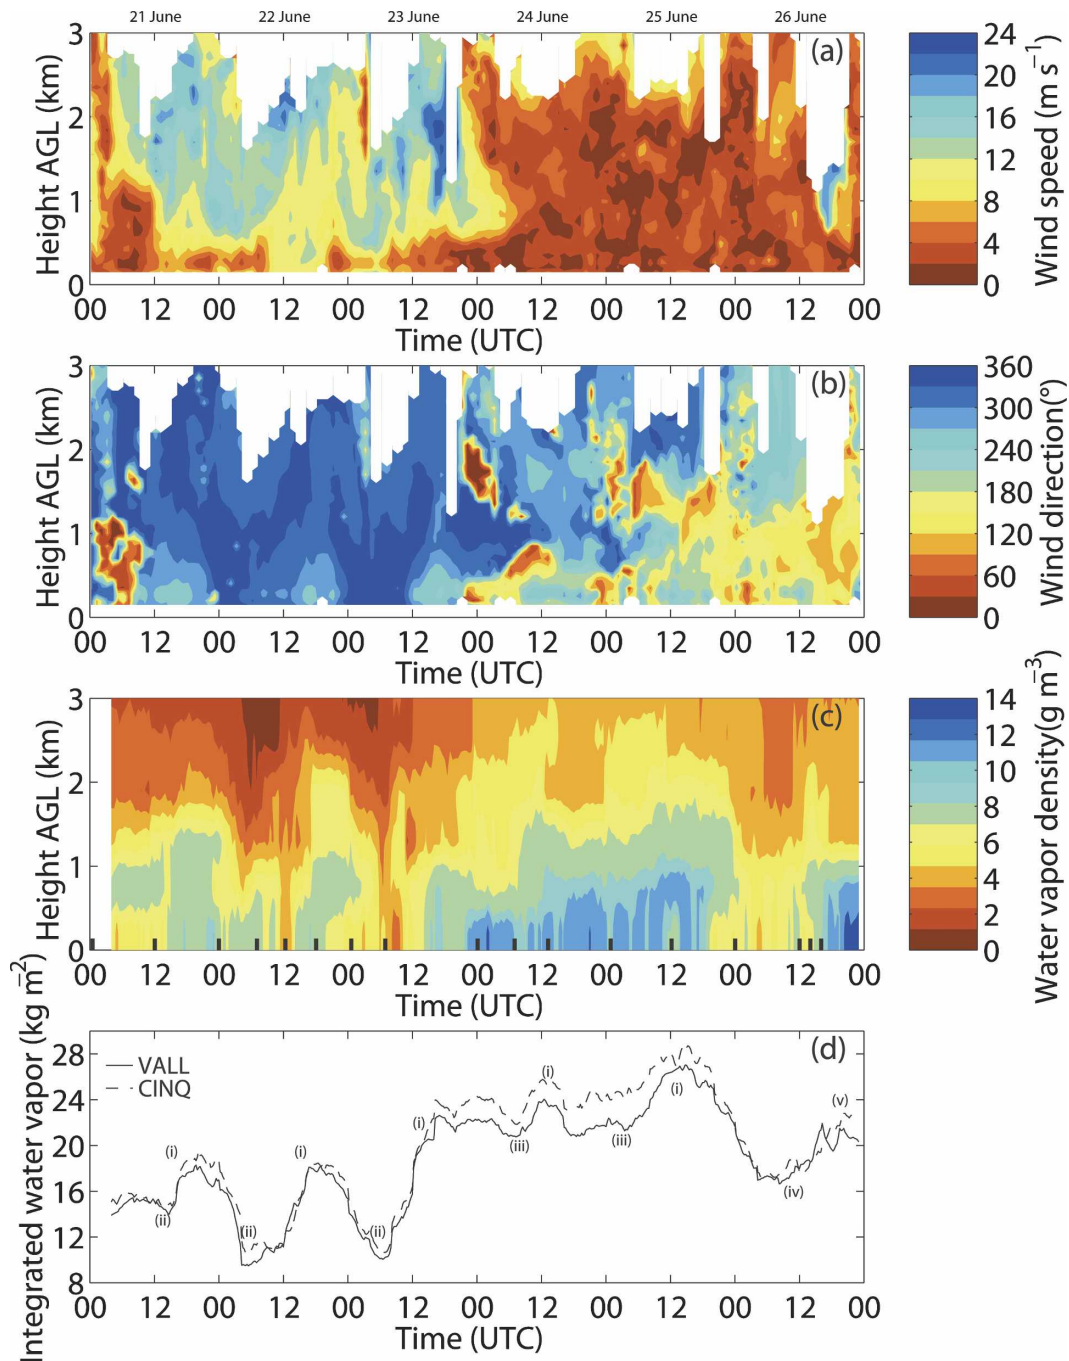 21 June 22 June 23 June 24 June 25 June 26 June
(a)
Height AGL (km)
3
2
1
0
00 12 00 12 00 12 00 12 00 12 00 12 00
Time (UTC)
24
20
16
12
8
4
0
Wind speed (m s⁻¹)
(b)
Height AGL (km)
3
2
1
0
00 12 00 12 00 12 00 12 00 12 00 12 00
Time (UTC)
360
300
240
180
120
60
0
Wind direction(°)
(c)
Height AGL (km)
3
2
1
0
00 12 00 12 00 12 00 12 00 12 00 12 00
Time (UTC)
14
12
10
8
6
4
2
0
Water vapor density(g m⁻³)
(d)
Integrated water vapor (kg m⁻²)
28
24
20
16
12
8
VALL
CINQ
(i) (i) (i) (i) (i) (v)
(ii) (ii) (ii) (iii) (iii) (iv)
00 12 00 12 00 12 00 12 00 12 00 12 00
Time (UTC)